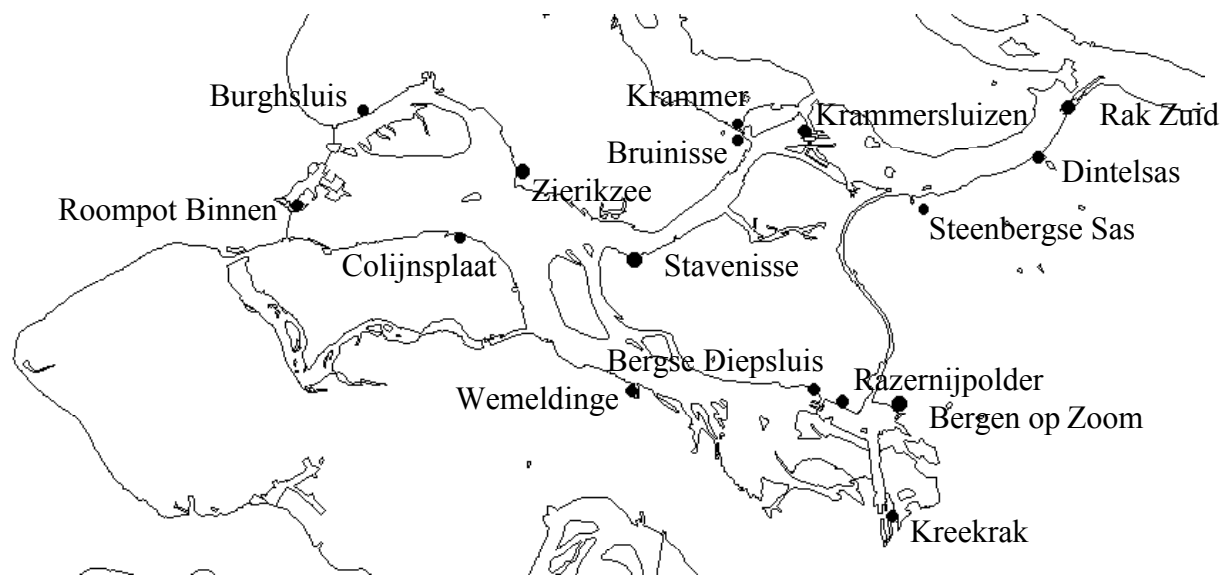 Burghsluis
Krammer
Krammersluizen
Rak Zuid
Bruinisse
Dintelsas
Zierikzee
Roompot Binnen
Steenbergse Sas
Colijnsplaat
Stavenisse
Bergse Diepsluis
Razernijpolder
Wemeldinge
Bergen op Zoom
Kreekrak